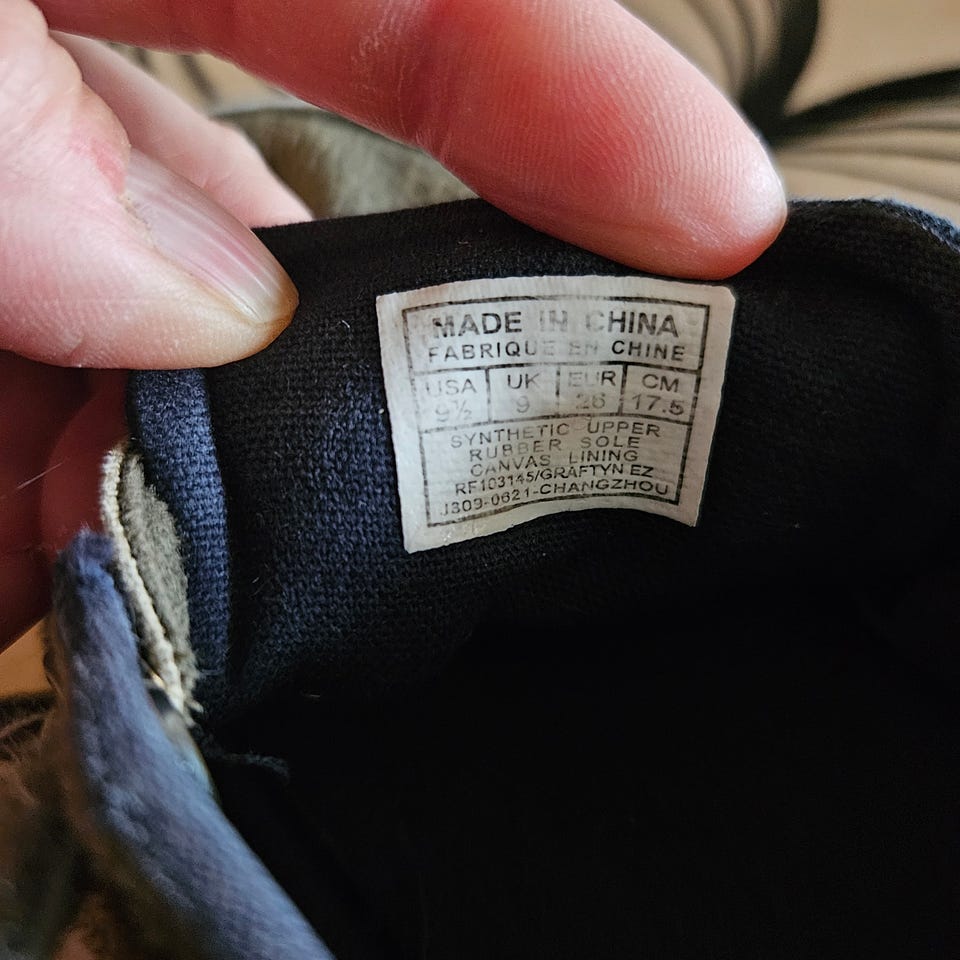 MADE IN CHINA
FABRIQUE EN CHINE
USA UK EUR CM
9½ 9 26 17.5
SYNTHETIC UPPER
RUBBER SOLE
CANVAS LINING
RF103145/GRAFTYN EZ
J809-0621-CHANGZHOU